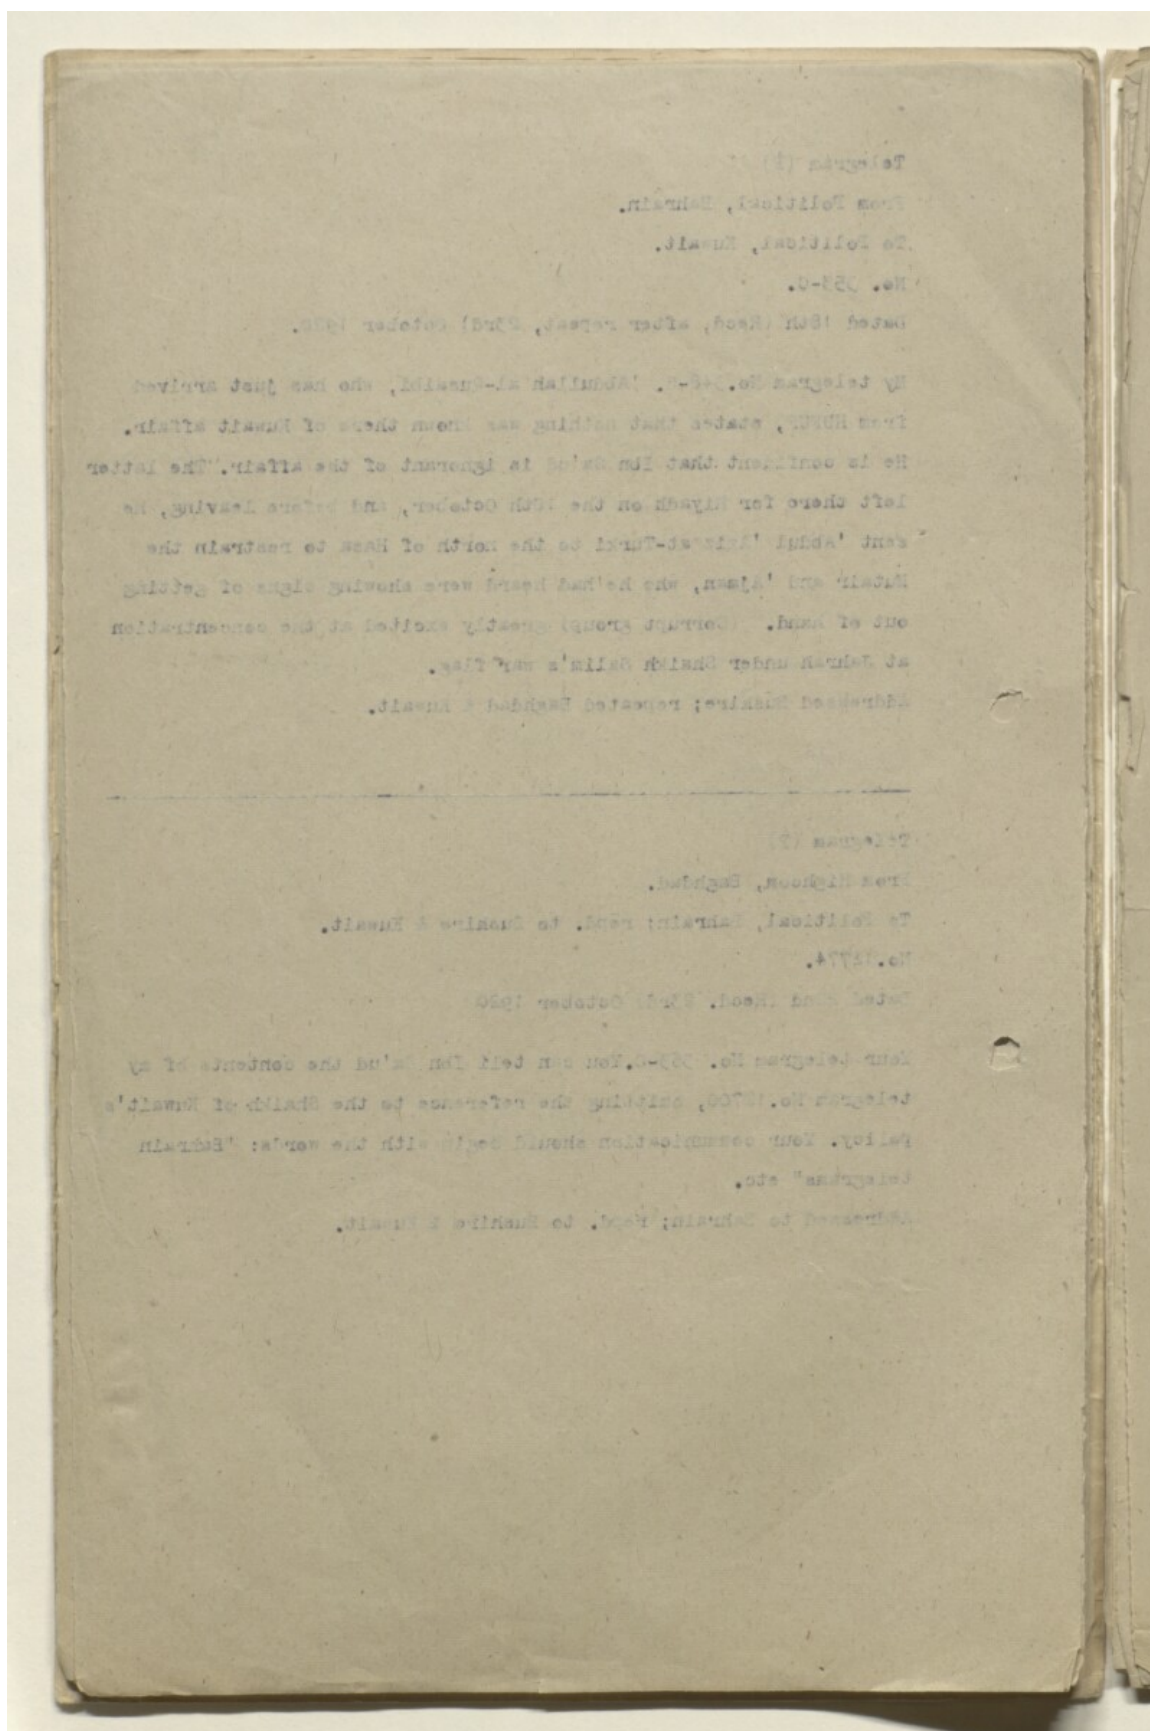 Telegram
From Political, Bahrain.
To Political, Kuwait.
No. 353-C.
Dated 18th (Recd, after repeat, 23rd) October 1920.
My telegram No. 'Abdullah al-Qusaibi, who has just arrived
from HUFUF, states that nothing was known there of Kuwait affair.
He is confident that Ibn Sa'ud is ignorant of the affair. The latter
left there for Riyadh on the October, and before leaving, he
sent 'Abdul 'Aziz at-Turki to the north of Hasa to restrain the
Mutair and 'Ajman, who he had heard were showing signs of getting
out of hand. (Corrupt group) greatly excited at the concentration
at Jahrah under Shaikh Salim's war flag.
Addressed Bushire; repeated Baghdad & Kuwait.
Telegram
From Highcom, Baghdad.
To Political, Bahrain; repd. to Bushire & Kuwait.
No. 12774.
Dated 22nd (Recd. 23rd) October 1920
Your telegram No. 353-C. You can tell Ibn Sa'ud the contents of my
telegram No. 12700, omitting the reference to the Shaikh of Kuwait's
policy. Your communication should begin with the words: "Bahrain
telegrams" etc.
Addressed to Bahrain; repd. to Bushire & Kuwait.